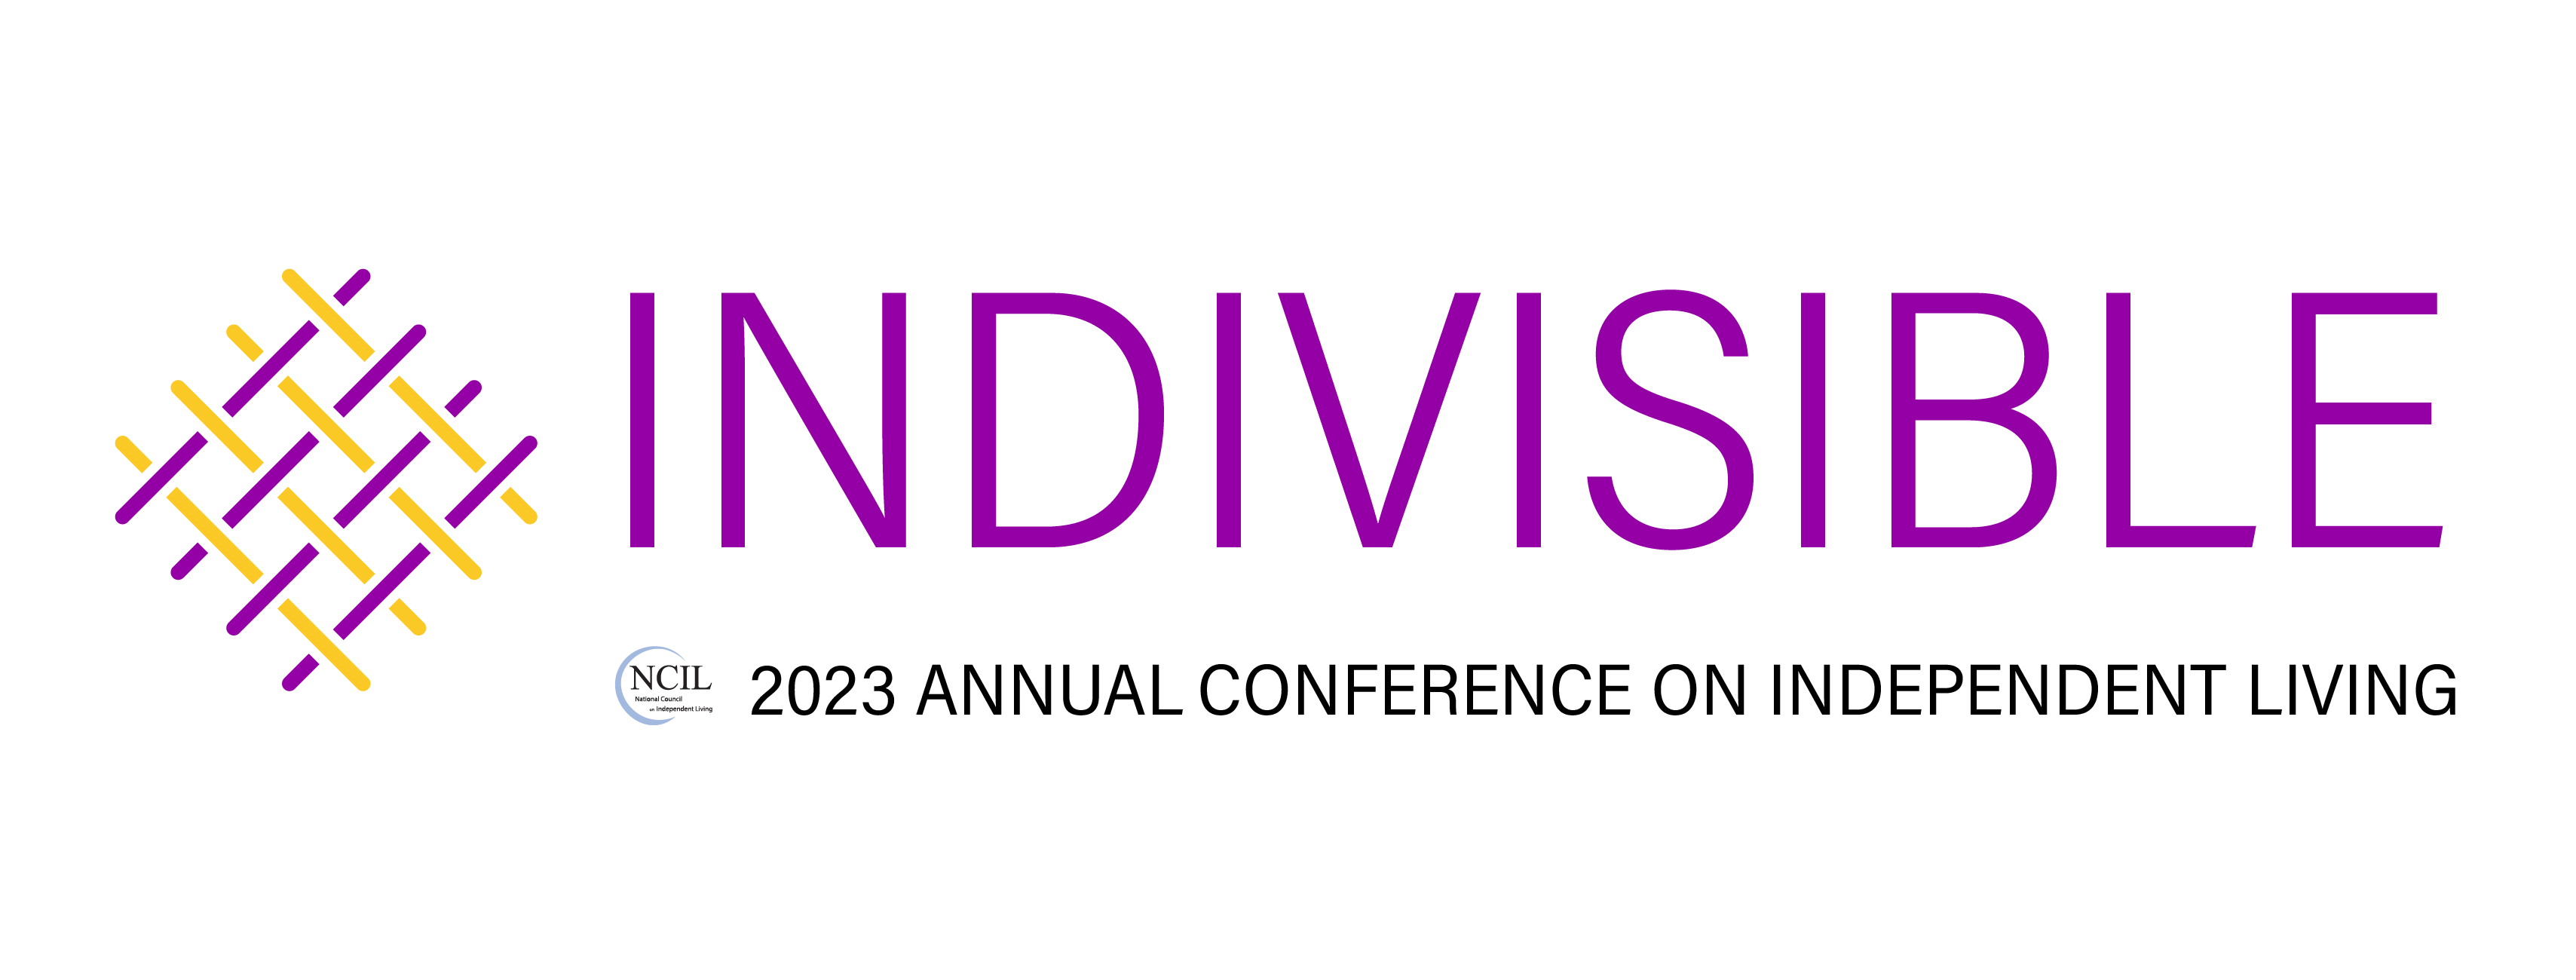 INDIVISIBLE
NCIL
National Council
on Independent Living
2023 ANNUAL CONFERENCE ON INDEPENDENT LIVING